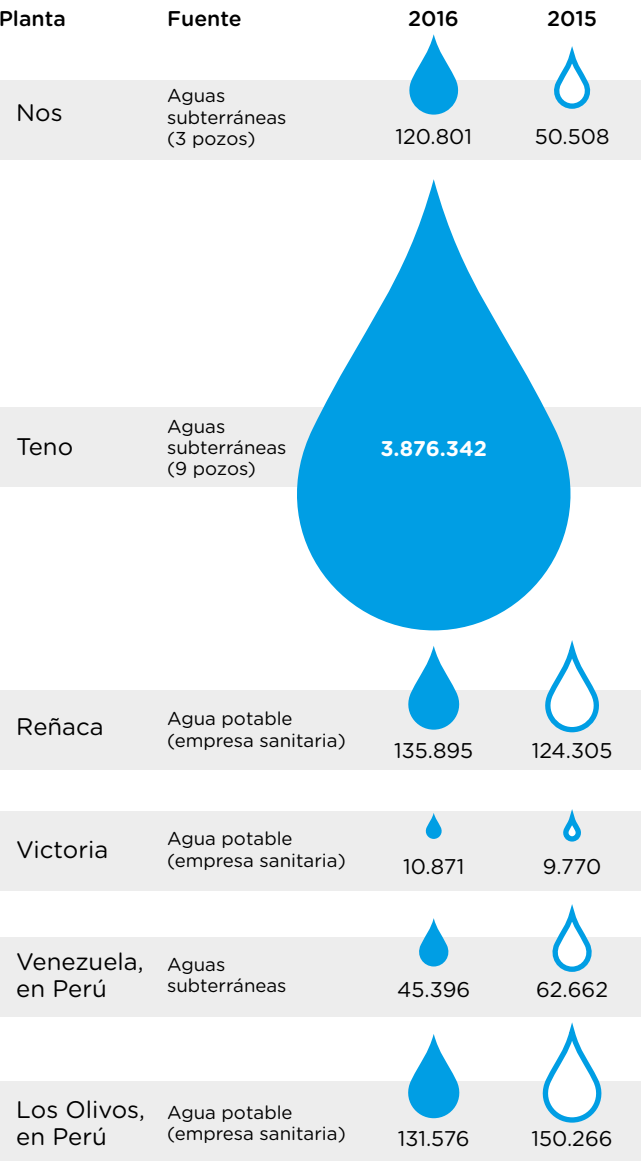 Planta Fuente 2016 2015
Nos
Aguas
subterráneas
(3 pozos)
120.801 50.508
Teno
Aguas
subterráneas
(9 pozos)
3.876.342
Reñaca
Agua potable
(empresa sanitaria)
135.895 124.305
Victoria
Agua potable
(empresa sanitaria)
10.871 9.770
Venezuela,
en Perú
Aguas
subterráneas
45.396 62.662
Los Olivos,
en Perú
Agua potable
(empresa sanitaria)
131.576 150.266